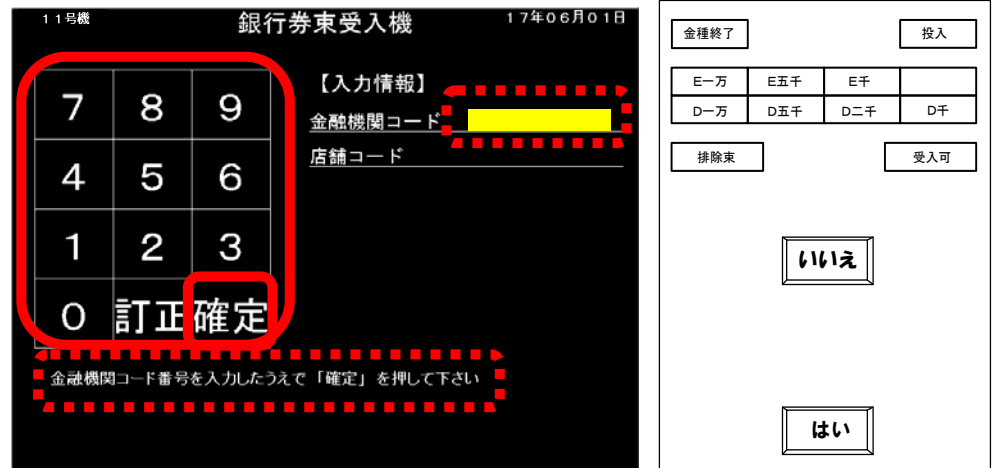 11号機 銀行券束受入機 17年06月01日
7 8 9
4 5 6
1 2 3
0 訂正 確定
【入力情報】
金融機関コード
店舗コード
金融機関コード番号を入力したうえで「確定」を押して下さい
金種終了 投入
E一万 E五千 E千
D一万 D五千 D二千 D千
排除束 受入可
いいえ
はい